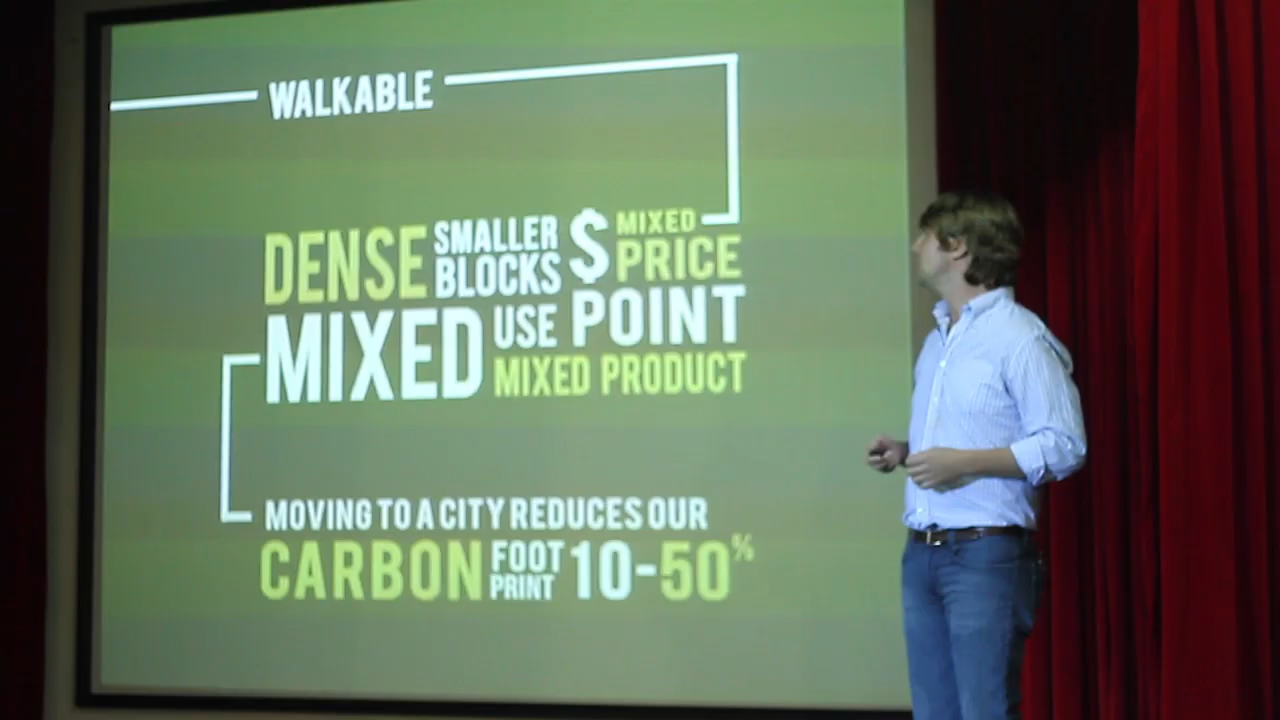 WALKABLE
DENSE SMALLER BLOCKS $ MIXED PRICE
MIXED USE POINT
MIXED PRODUCT
MOVING TO A CITY REDUCES OUR
CARBON FOOT PRINT 10-50%